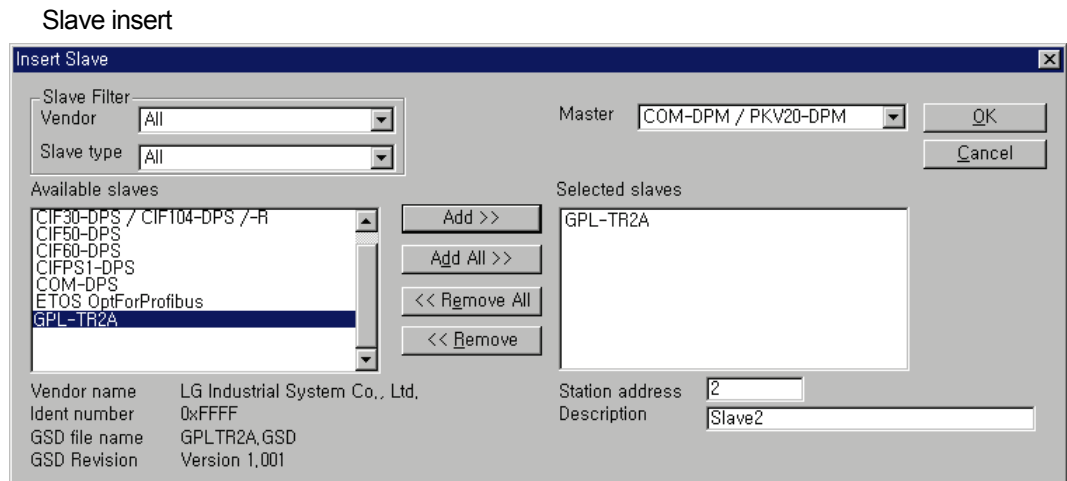 Slave insert
Insert Slave
Slave Filter
Vendor All
Slave type All
Master COM-DPM / PKV20-DPM
OK
Cancel
Available slaves
CIF30-DPS / CIF104-DPS /-R
CIF50-DPS
CIF60-DPS
CIFPS1-DPS
COM-DPS
ETOS OptForProfibus
GPL-TR2A
Add >>
Add All >>
<< Remove All
<< Remove
Selected slaves
GPL-TR2A
Vendor name LG Industrial System Co,, Ltd,
Ident number 0xFFFF
GSD file name GPLTR2A,GSD
GSD Revision Version 1,001
Station address 2
Description Slave2